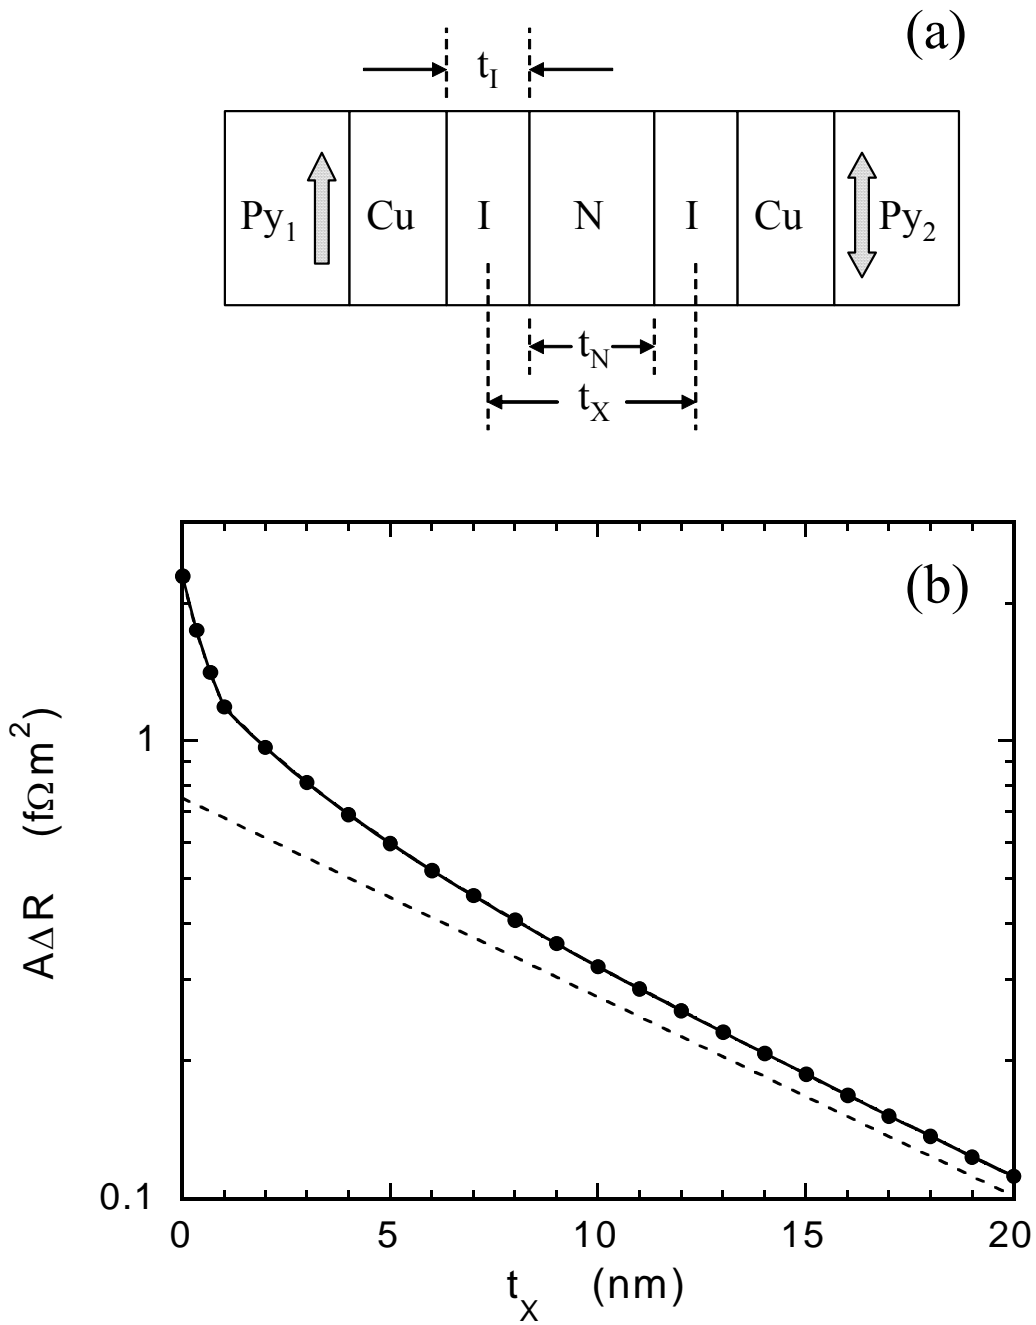 (a)
t_I
Py_1 Cu I N I Cu Py_2
t_N
t_X
(b)
1
0.1
AΔR (fΩm^2)
0 5 10 15 20
t_X (nm)